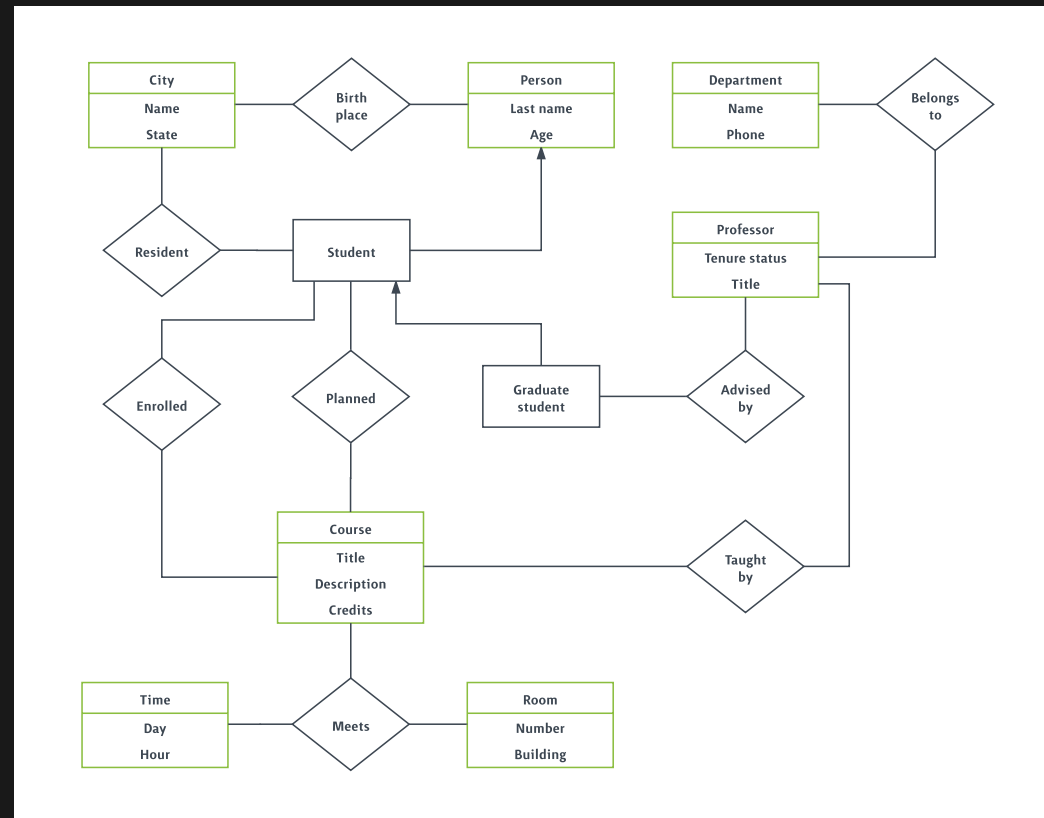 City
Name
State
Birth
place
Person
Last name
Age
Department
Name
Phone
Belongs
to
Resident
Student
Professor
Tenure status
Title
Enrolled
Planned
Graduate
student
Advised
by
Course
Title
Description
Credits
Taught
by
Time
Day
Hour
Meets
Room
Number
Building